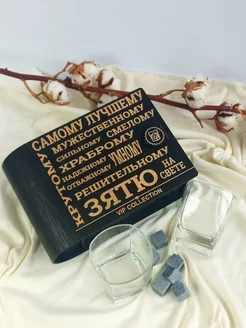 САМОМУ ЛУЧШЕМУ
КРУТОМУ
МУЖЕСТВЕННОМУ
СИЛЬНОМУ СМЕЛОМУ
ХРАБРОМУ
НАДЕЖНОМУ УМНОМУ
ОТВАЖНОМУ
РЕШИТЕЛЬНОМУ
ЗЯТЮ НА СВЕТЕ
VIP COLLECTION